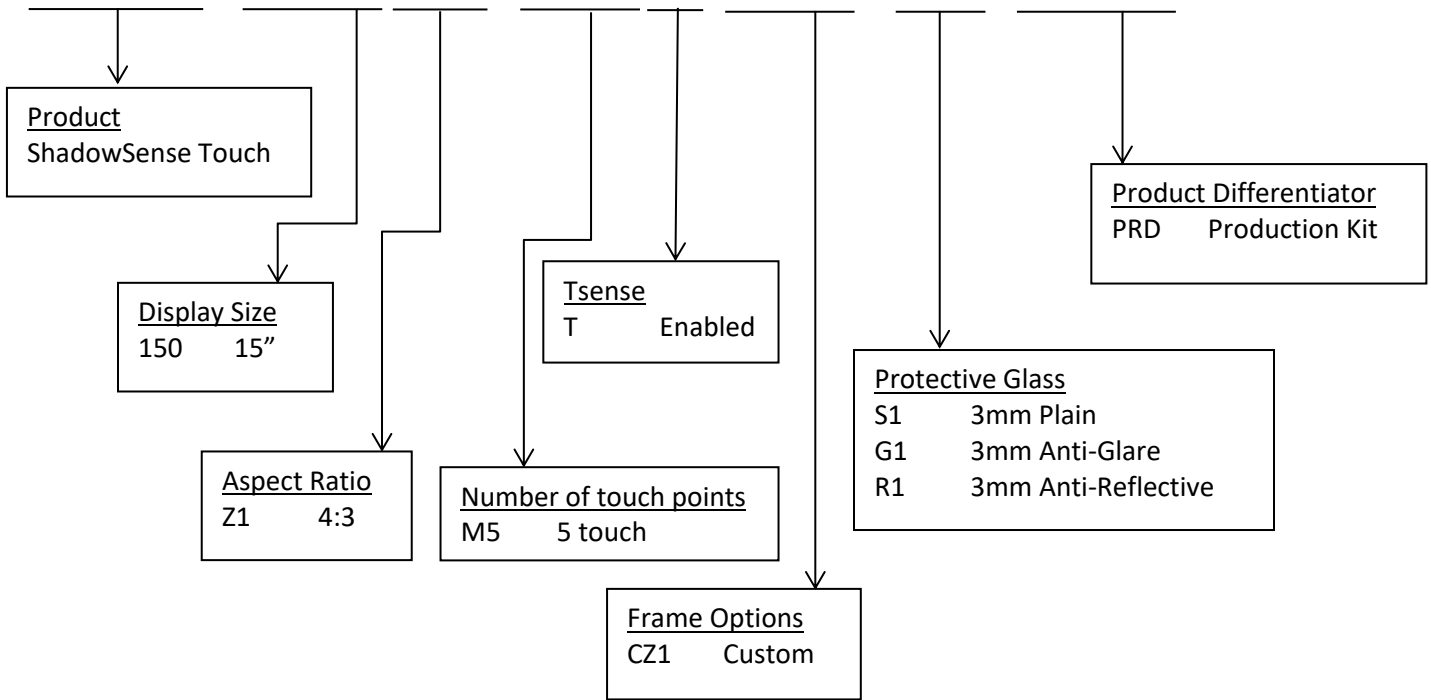 Product
ShadowSense Touch
Product Differentiator
PRD Production Kit
Display Size
150 15”
Tsense
T Enabled
Protective Glass
S1 3mm Plain
G1 3mm Anti-Glare
R1 3mm Anti-Reflective
Aspect Ratio
Z1 4:3
Number of touch points
M5 5 touch
Frame Options
CZ1 Custom